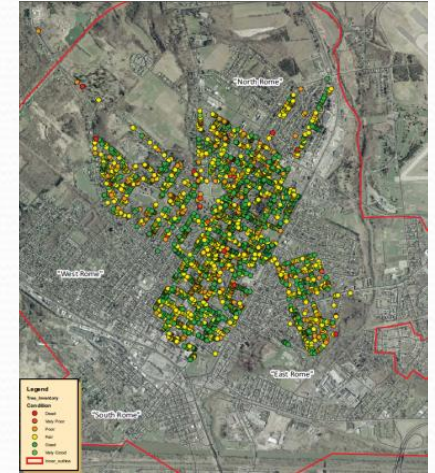 "North Rome"
"West Rome"
"East Rome"
"South Rome"
Legend
Tree_Inventory
Condition
Dead
Very Poor
Poor
Fair
Good
Very Good